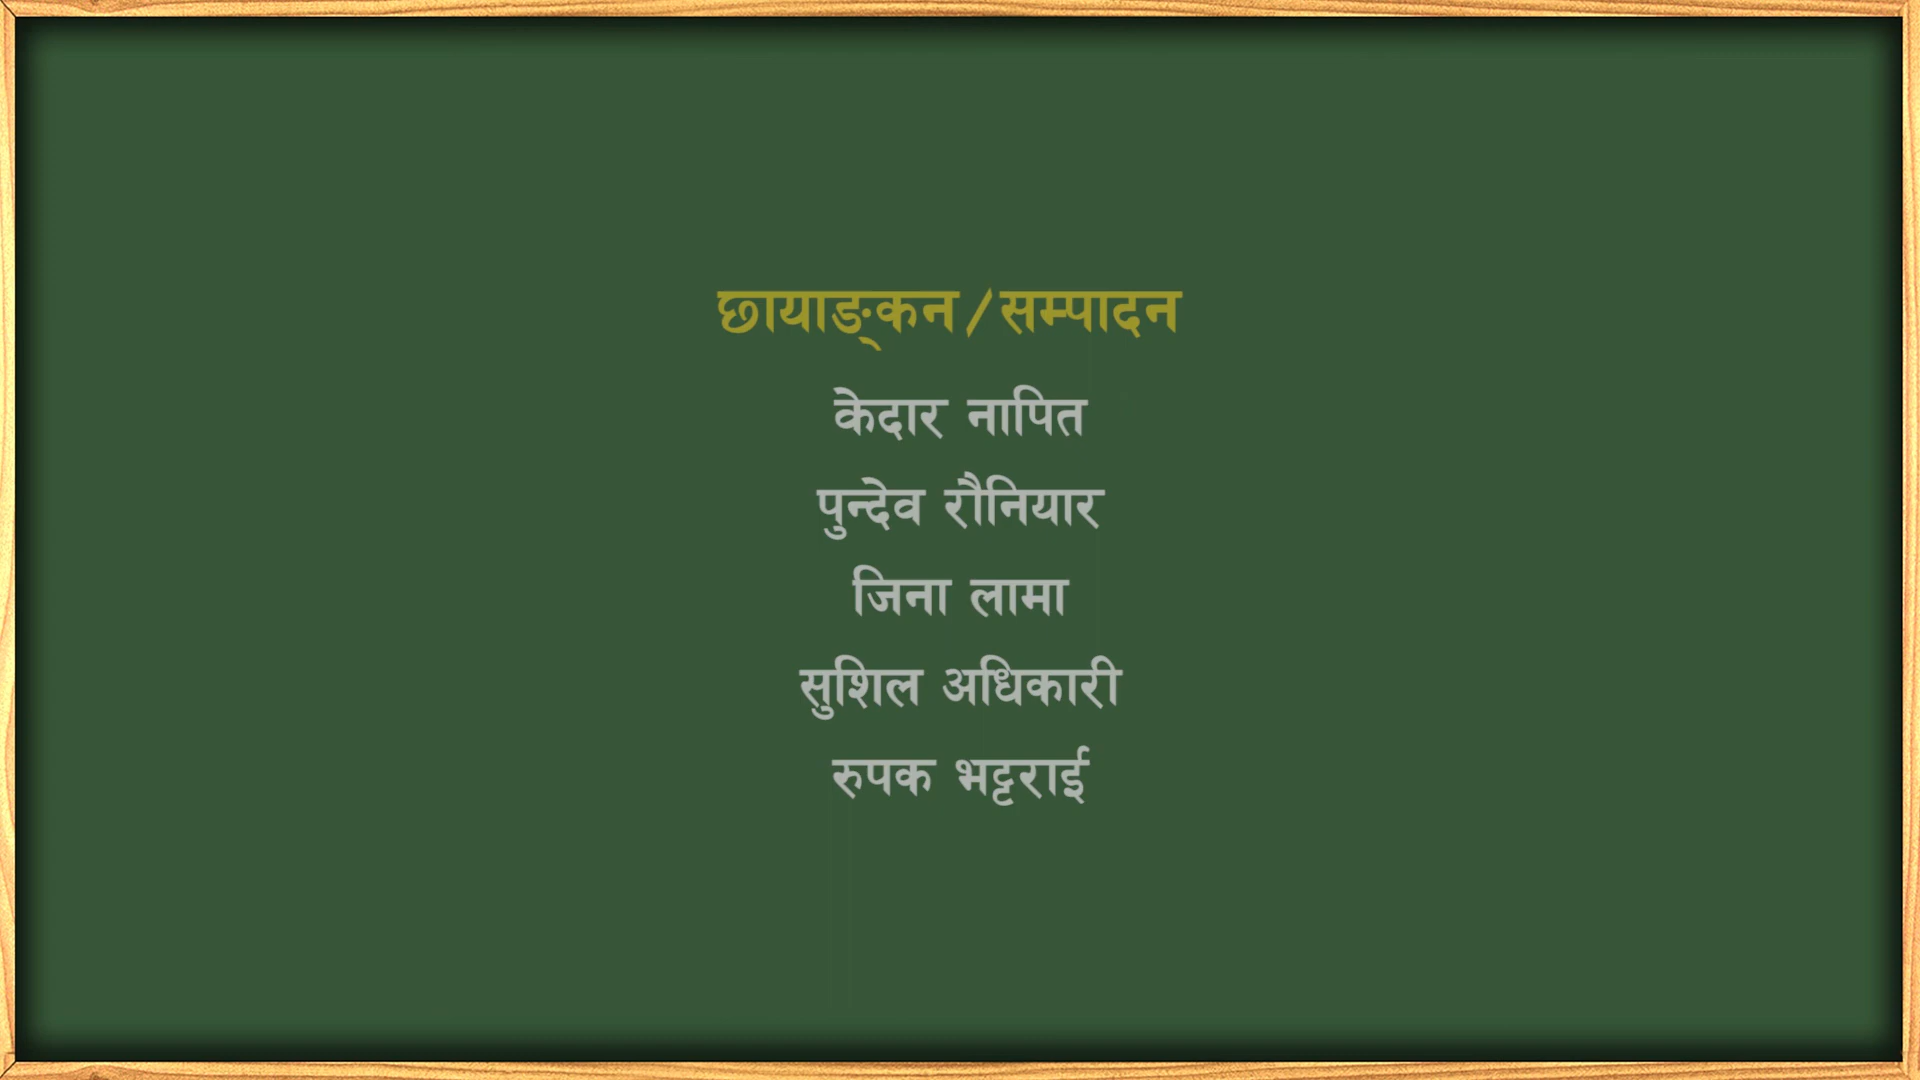 छायाङ्कन/सम्पादन
केदार नापित
पुन्देव रौनियार
जिना लामा
सुशिल अधिकारी
रुपक भट्टराई